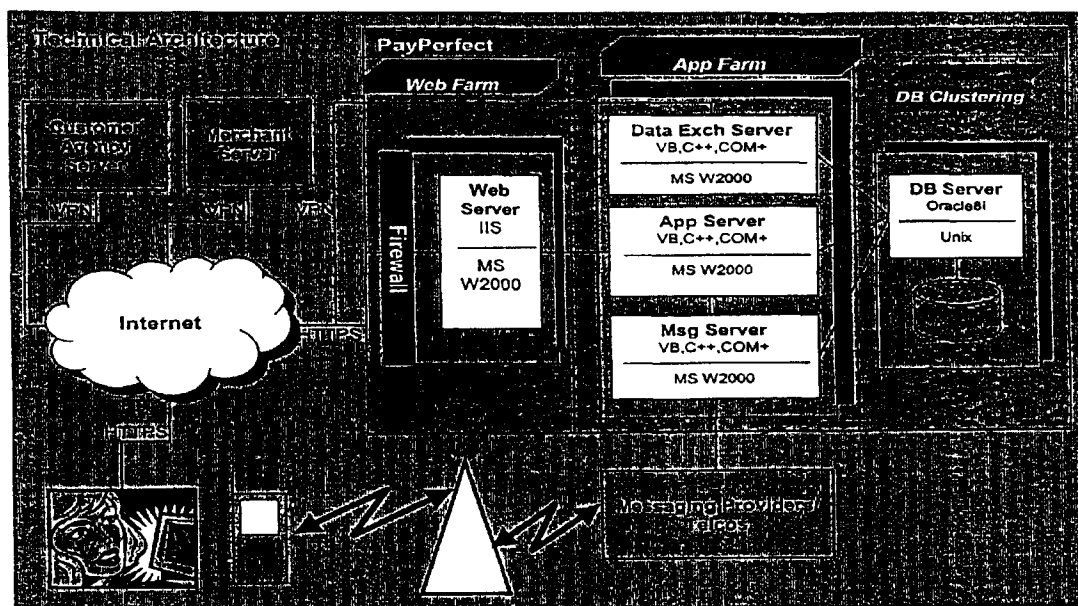 Technical Architecture
PayPerfect
Web Farm
App Farm
DB Clustering
Customer
Agency
Server
Merchant
Server
VPN
VPN
VPN
Firewall
Web
Server
IIS
MS
W2000
Data Exch Server
VB,C++,COM+
MS W2000
App Server
VB,C++,COM+
MS W2000
Msg Server
VB,C++,COM+
MS W2000
DB Server
Oracle8i
Unix
Internet
HTTPS
HTTPS
Messaging Providers/
Telcos